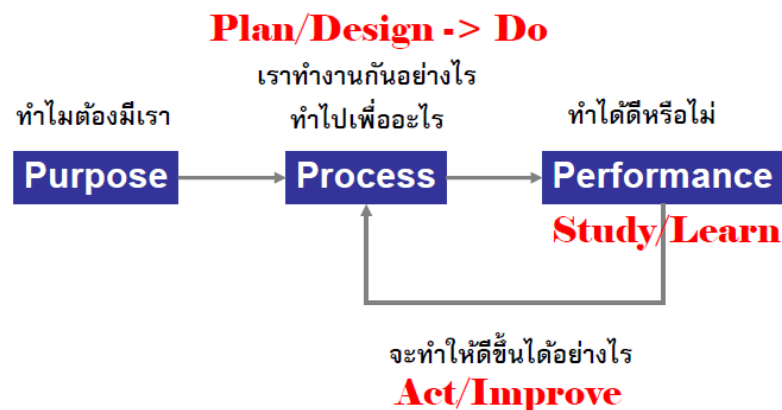 Plan/Design -> Do
เราทำงานกันอย่างไร
ทำไมต้องมีเรา
ทำไปเพื่ออะไร
ทำได้ดีหรือไม่
Purpose
Process
Performance
Study/Learn
จะทำให้ดีขึ้นได้อย่างไร
Act/Improve